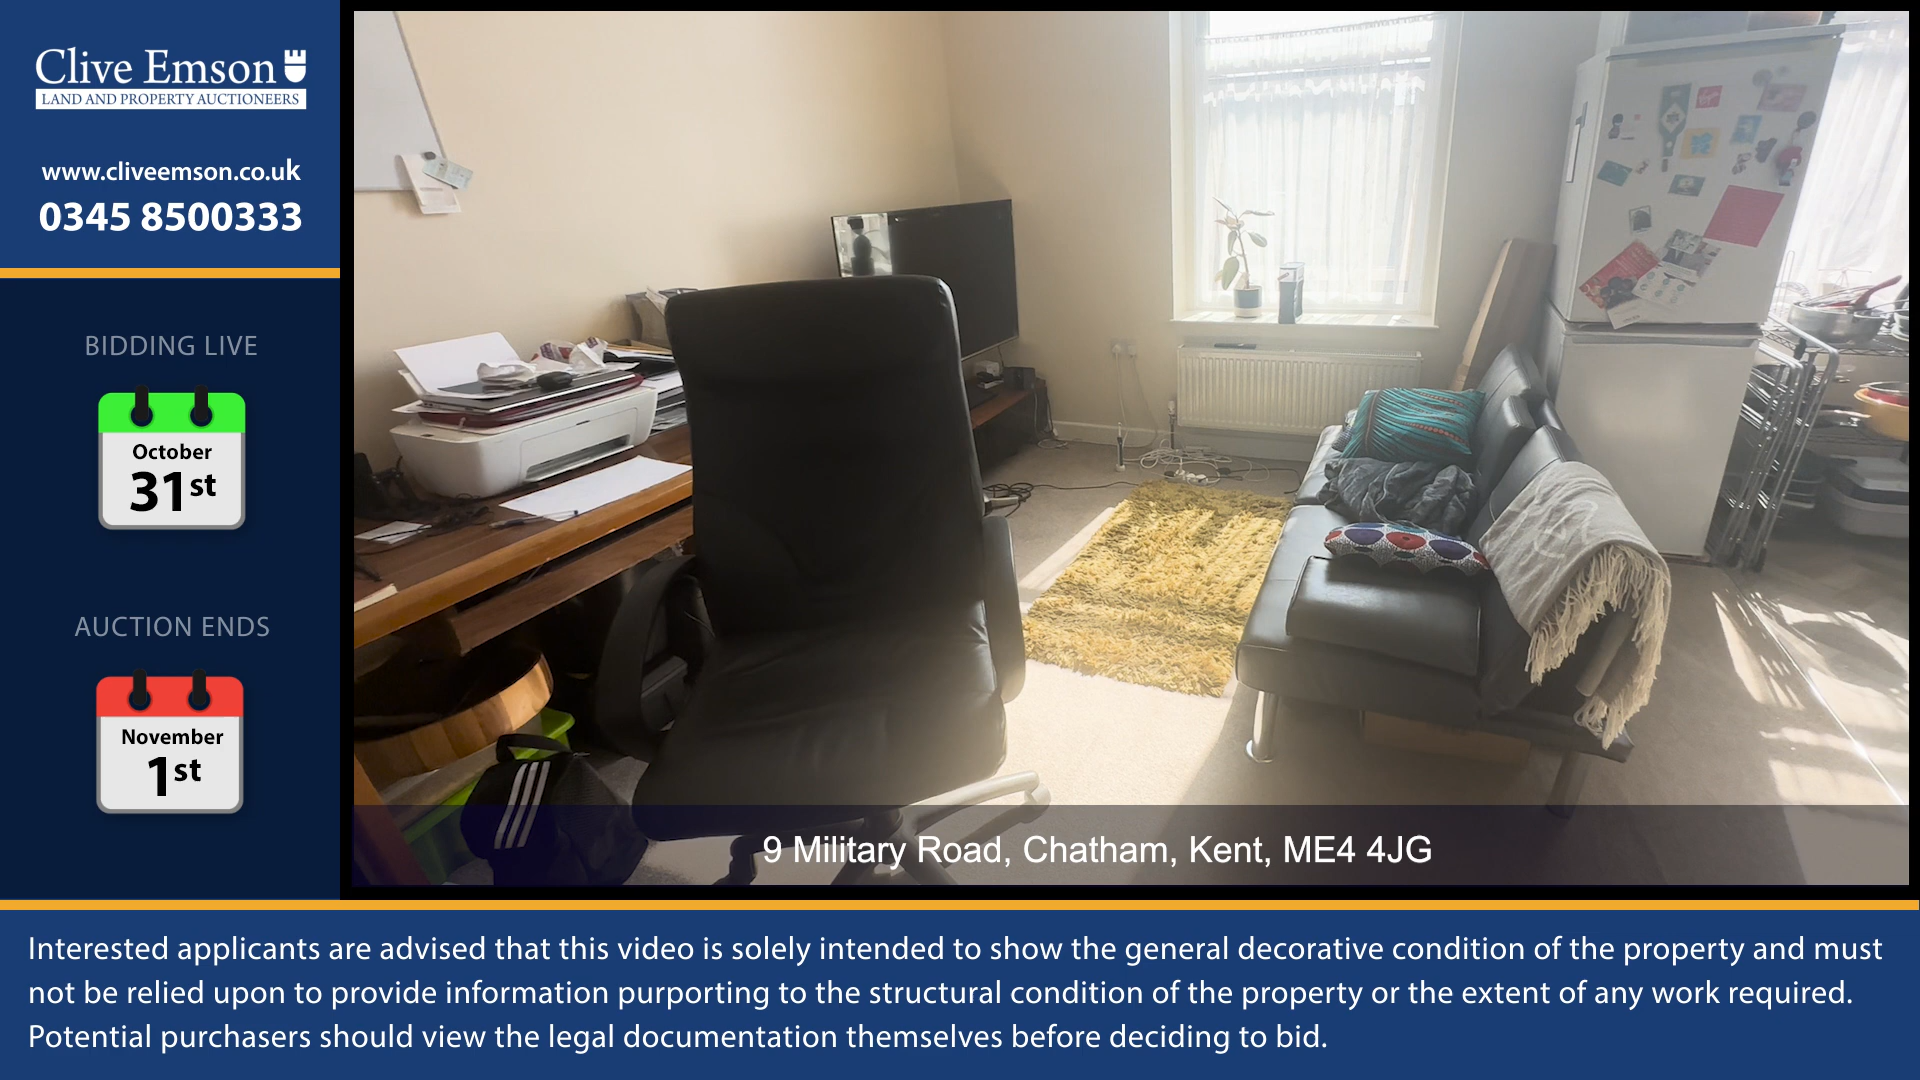 Clive Emson
LAND AND PROPERTY AUCTIONEERS
www.cliveemson.co.uk
0345 8500333
BIDDING LIVE
October
31st
AUCTION ENDS
November
1st
9 Military Road, Chatham, Kent, ME4 4JG
Interested applicants are advised that this video is solely intended to show the general decorative condition of the property and must
not be relied upon to provide information purporting to the structural condition of the property or the extent of any work required.
Potential purchasers should view the legal documentation themselves before deciding to bid.